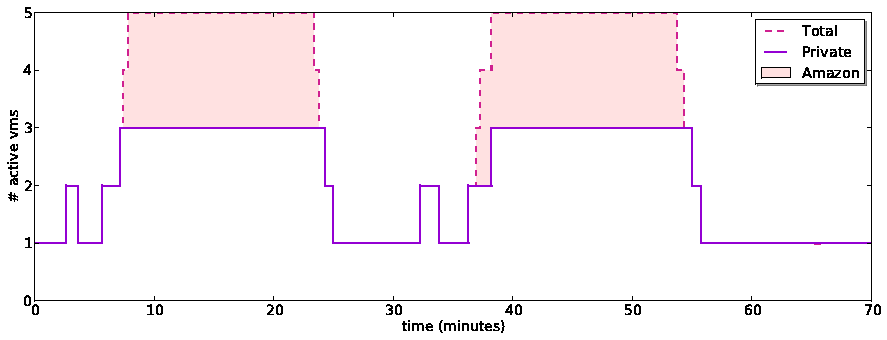 5
4
3
2
1
0
# active vms
0 10 20 30 40 50 60 70
time (minutes)
Total
Private
Amazon